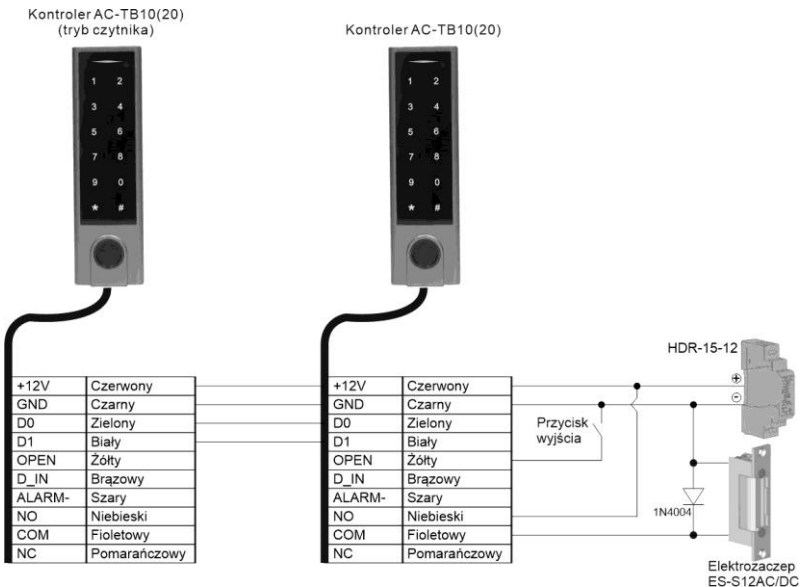 Kontroler AC-TB10(20)
(tryb czytnika)
Kontroler AC-TB10(20)
1 2
3 4
5 6
7 8
9 0
* #
1 2
3 4
5 6
7 8
9 0
* #
HDR-15-12
+12V Czerwony
GND Czarny
D0 Zielony
D1 Biały
OPEN Żółty
D_IN Brązowy
ALARM- Szary
NO Niebieski
COM Fioletowy
NC Pomarańczowy
+12V Czerwony
GND Czarny
D0 Zielony
D1 Biały
OPEN Żółty
D_IN Brązowy
ALARM- Szary
NO Niebieski
COM Fioletowy
NC Pomarańczowy
Przycisk
wyjścia
+
-
1N4004
Elektrozaczep
ES-S12AC/DC